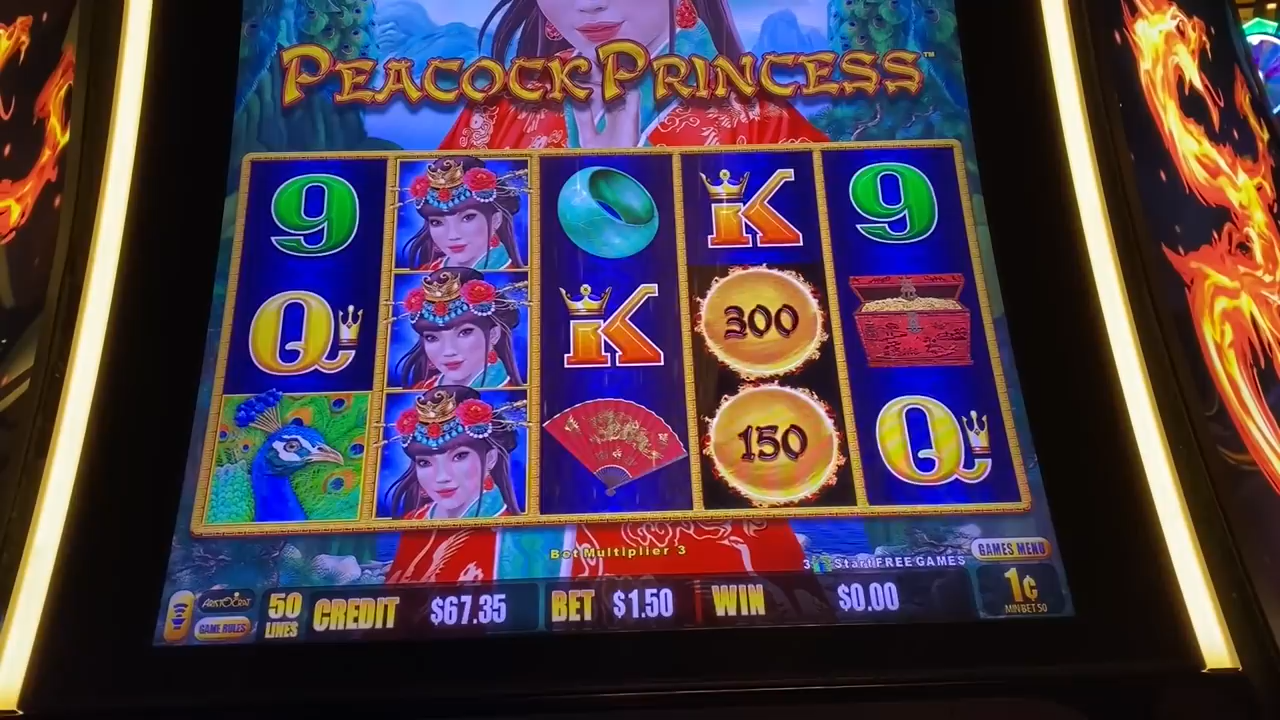 PEACOCK PRINCESS™
9 K 9
Q K 300
150 Q
Bet Multiplier 3
3 Start FREE GAMES
GAMES MENU
ARISTOCRAT
GAME RULES
50 LINES
CREDIT $67.35
BET $1.50
WIN $0.00
1¢
MIN BET 50